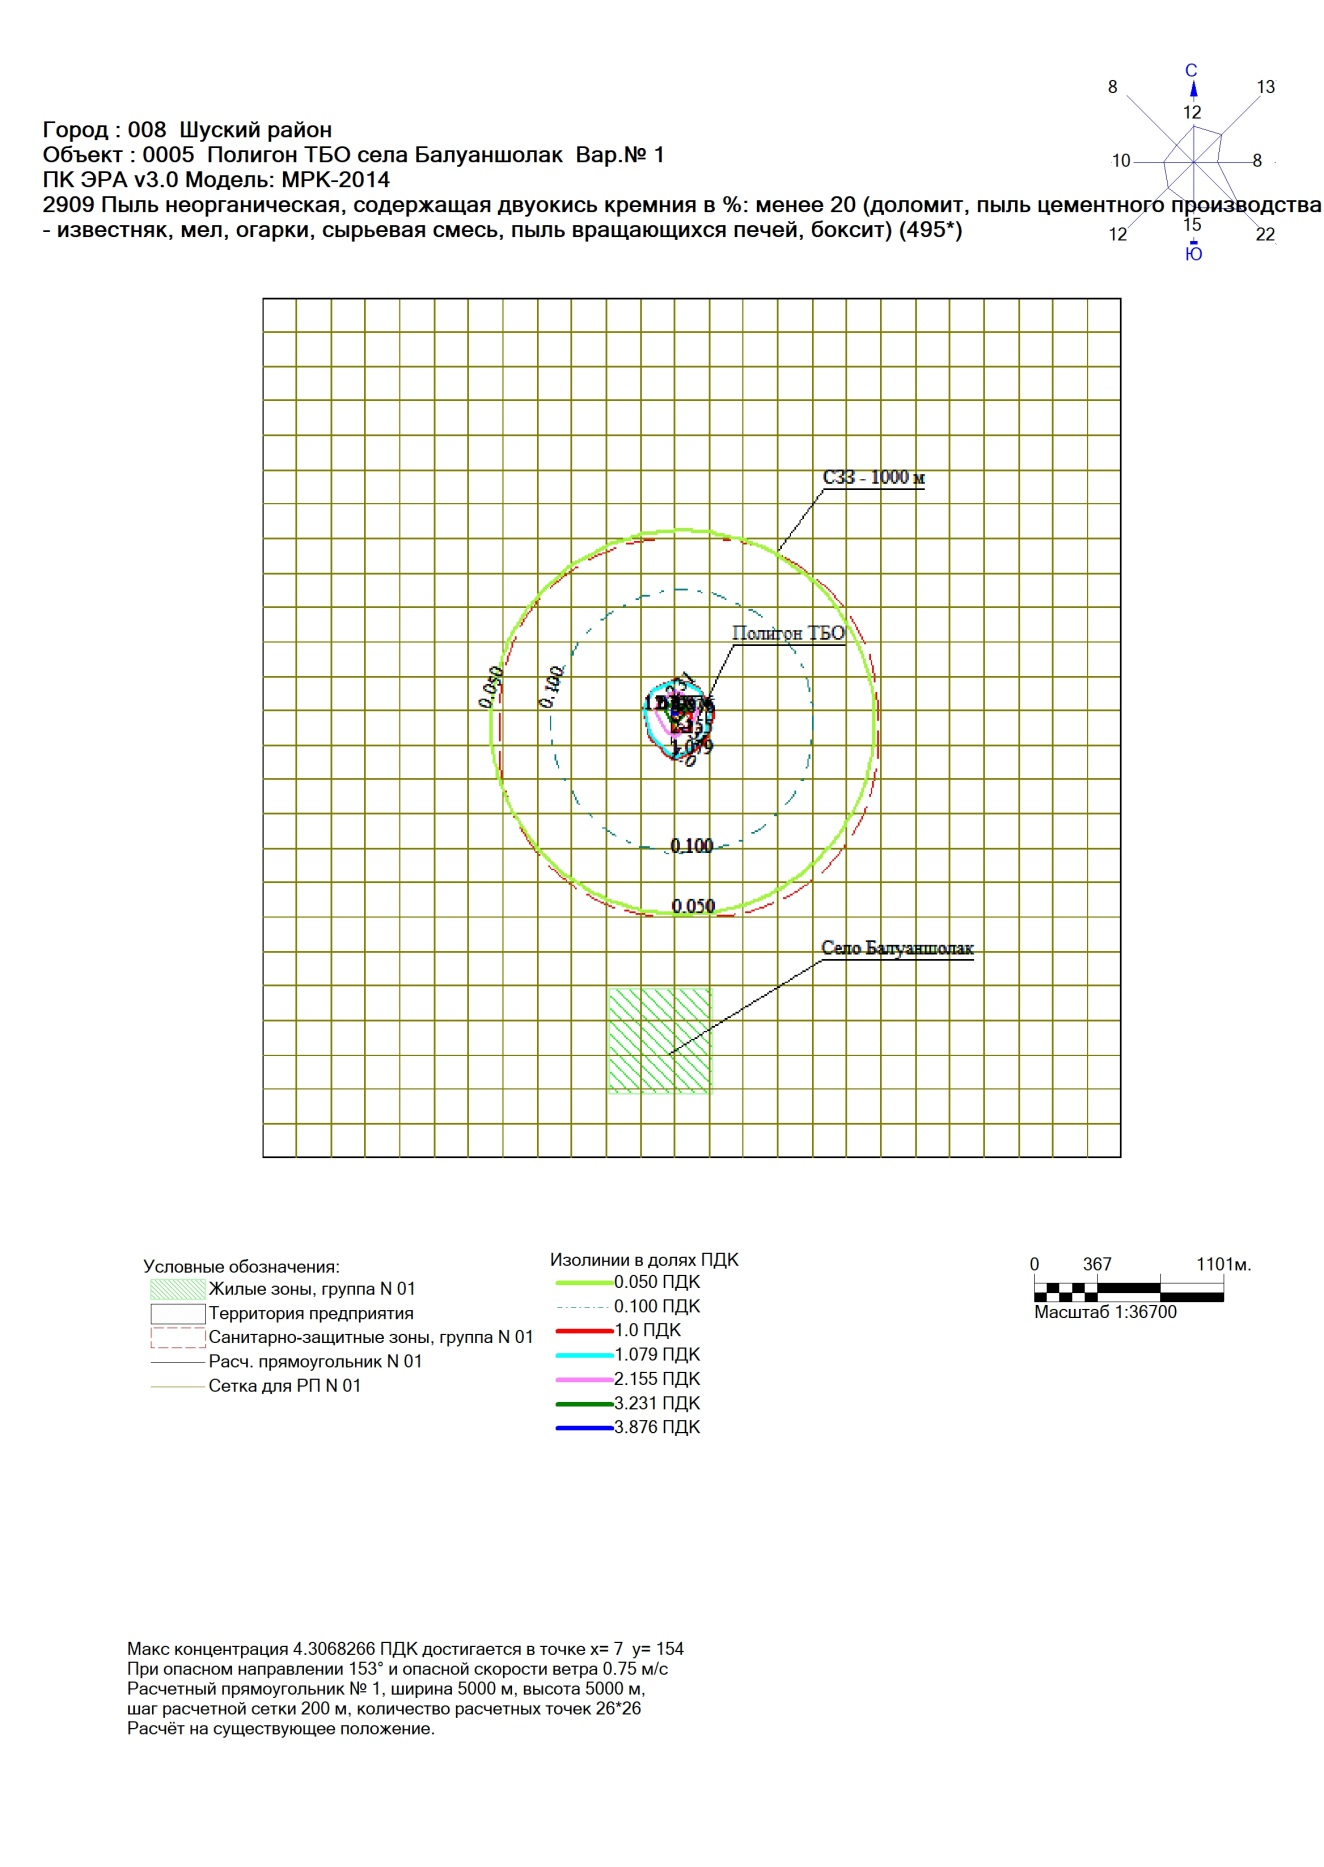 С
8
13
12
10
8
15
12
22
Ю
Город : 008 Шуский район
Объект : 0005 Полигон ТБО села Балуаншолак Вар.№ 1
ПК ЭРА v3.0 Модель: МРК-2014
2909 Пыль неорганическая, содержащая двуокись кремния в %: менее 20 (доломит, пыль цементного производства
- известняк, мел, огарки, сырьевая смесь, пыль вращающихся печей, боксит) (495*)
СЗЗ - 1000 м
Полигон ТБО
0.050
0.100
1.079
0.100
0.050
Село Балуаншолак
Условные обозначения:
Жилые зоны, группа N 01
Территория предприятия
Санитарно-защитные зоны, группа N 01
Расч. прямоугольник N 01
Сетка для РП N 01
Изолинии в долях ПДК
0.050 ПДК
0.100 ПДК
1.0 ПДК
1.079 ПДК
2.155 ПДК
3.231 ПДК
3.876 ПДК
0 367 1101м.
Масштаб 1:36700
Макс концентрация 4.3068266 ПДК достигается в точке x= 7 y= 154
При опасном направлении 153° и опасной скорости ветра 0.75 м/с
Расчетный прямоугольник № 1, ширина 5000 м, высота 5000 м,
шаг расчетной сетки 200 м, количество расчетных точек 26*26
Расчёт на существующее положение.